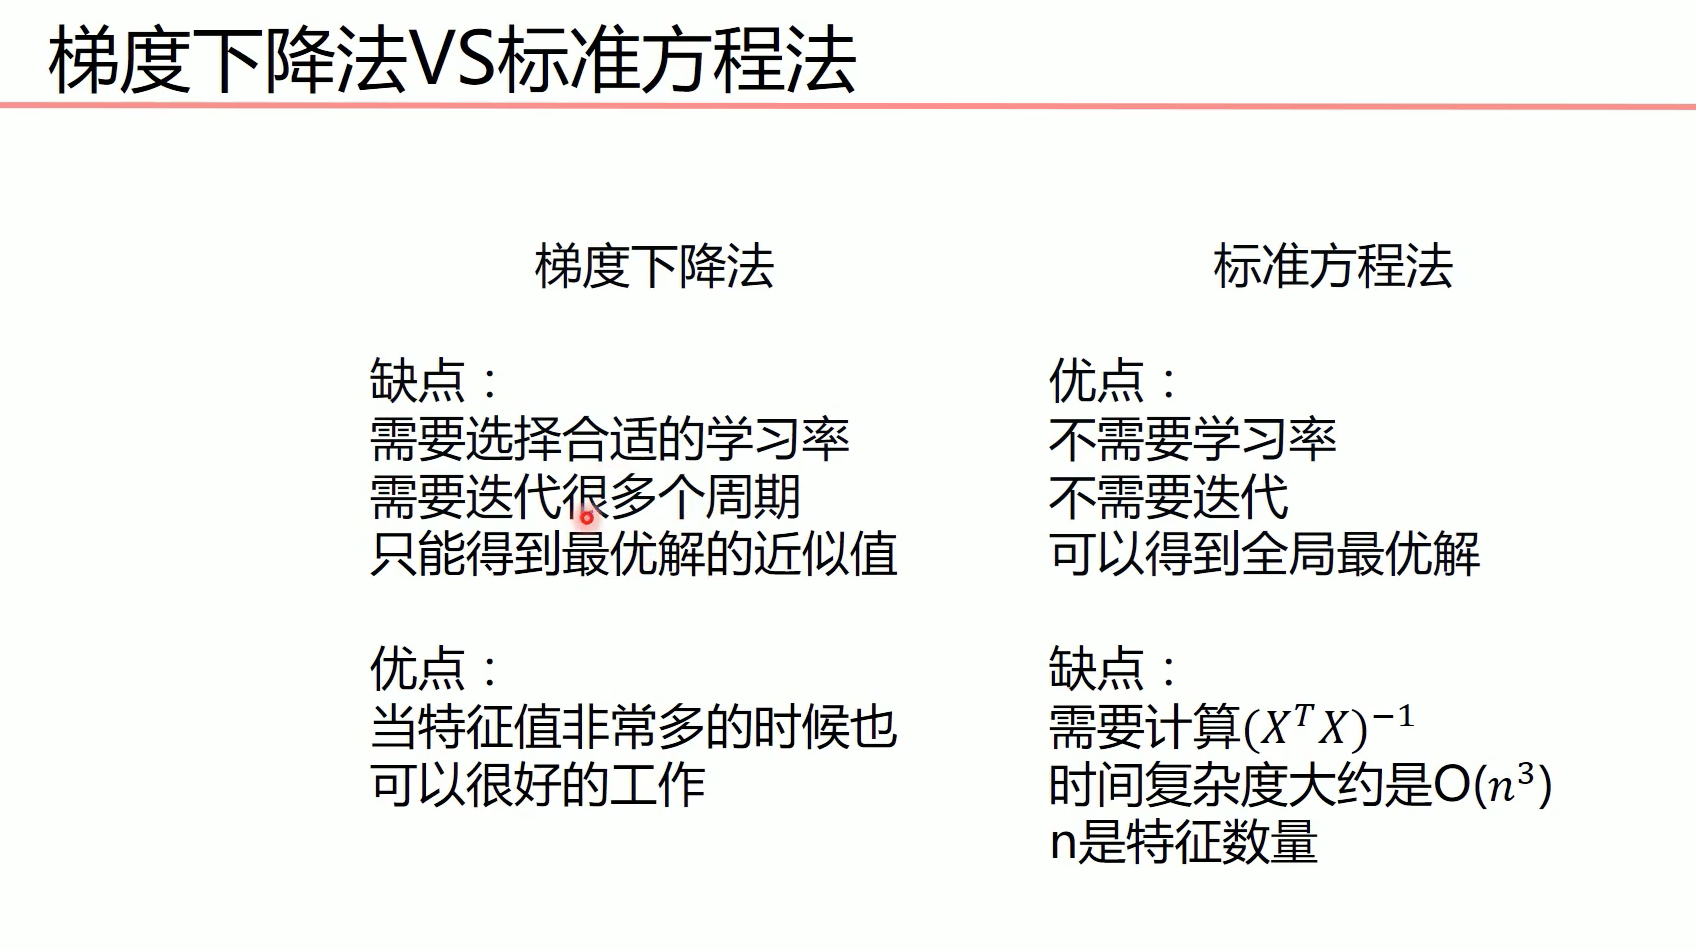 梯度下降法VS标准方程法
梯度下降法
缺点：
需要选择合适的学习率
需要迭代很多个周期
只能得到最优解的近似值
优点：
当特征值非常多的时候也
可以很好的工作
标准方程法
优点：
不需要学习率
不需要迭代
可以得到全局最优解
缺点：
需要计算$(X^T X)^{-1}$
时间复杂度大约是O($n^3$)
n是特征数量